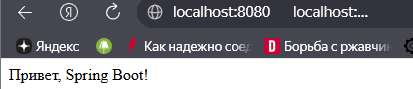 localhost:8080 localhost:...
Яндекс Как надежно соед Борьба с ржавчин
Привет, Spring Boot!